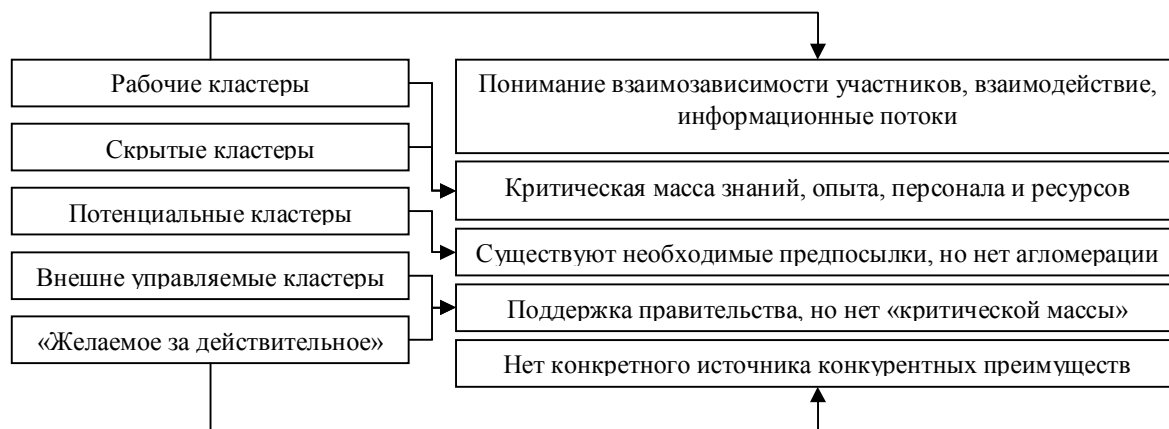 Рабочие кластеры
Скрытые кластеры
Потенциальные кластеры
Внешне управляемые кластеры
«Желаемое за действительное»
Понимание взаимозависимости участников, взаимодействие,
информационные потоки
Критическая масса знаний, опыта, персонала и ресурсов
Существуют необходимые предпосылки, но нет агломерации
Поддержка правительства, но нет «критической массы»
Нет конкретного источника конкурентных преимуществ